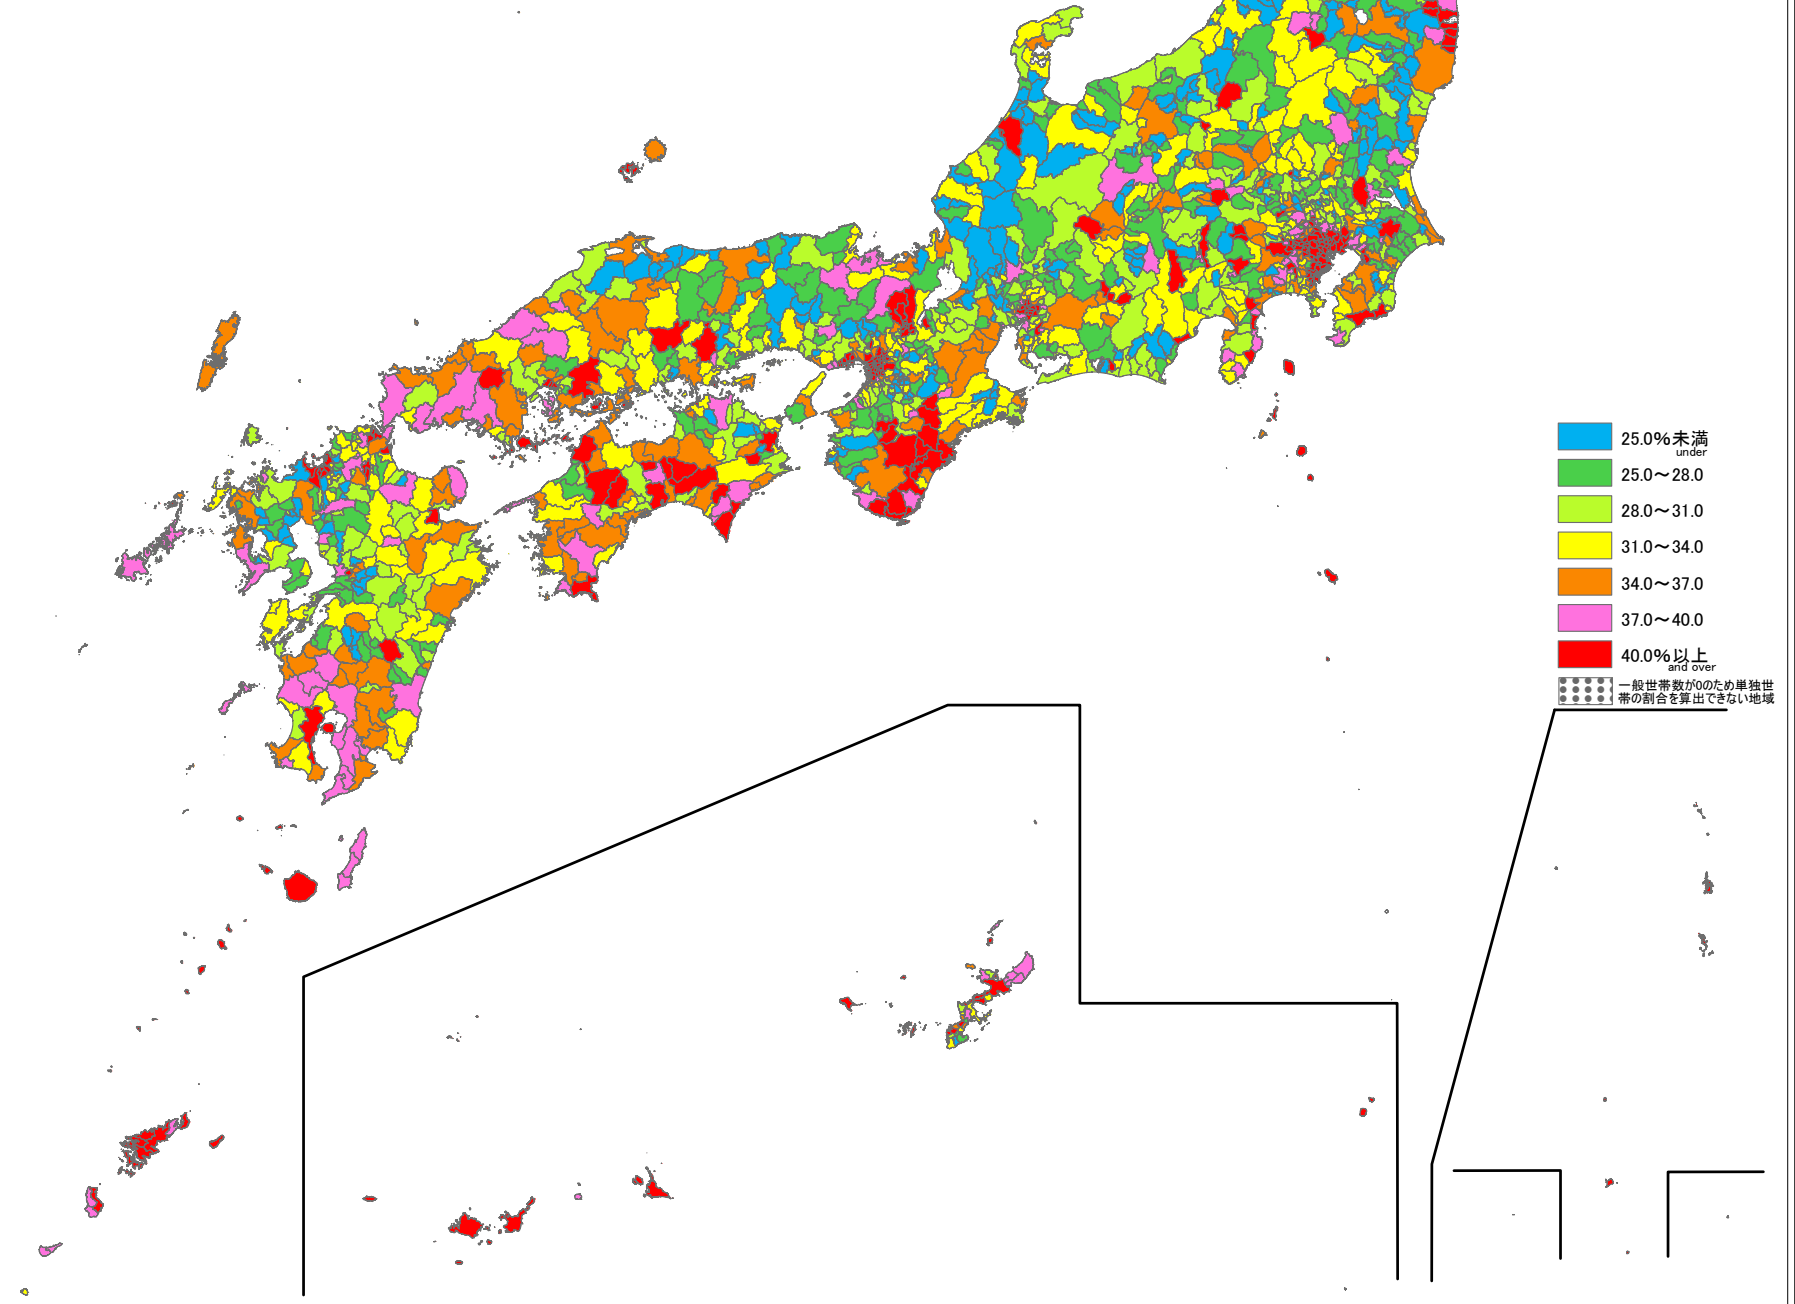 25.0%未満
under
25.0～28.0
28.0～31.0
31.0～34.0
34.0～37.0
37.0～40.0
40.0%以上
and over
一般世帯数が0のため単独世
帯の割合を算出できない地域